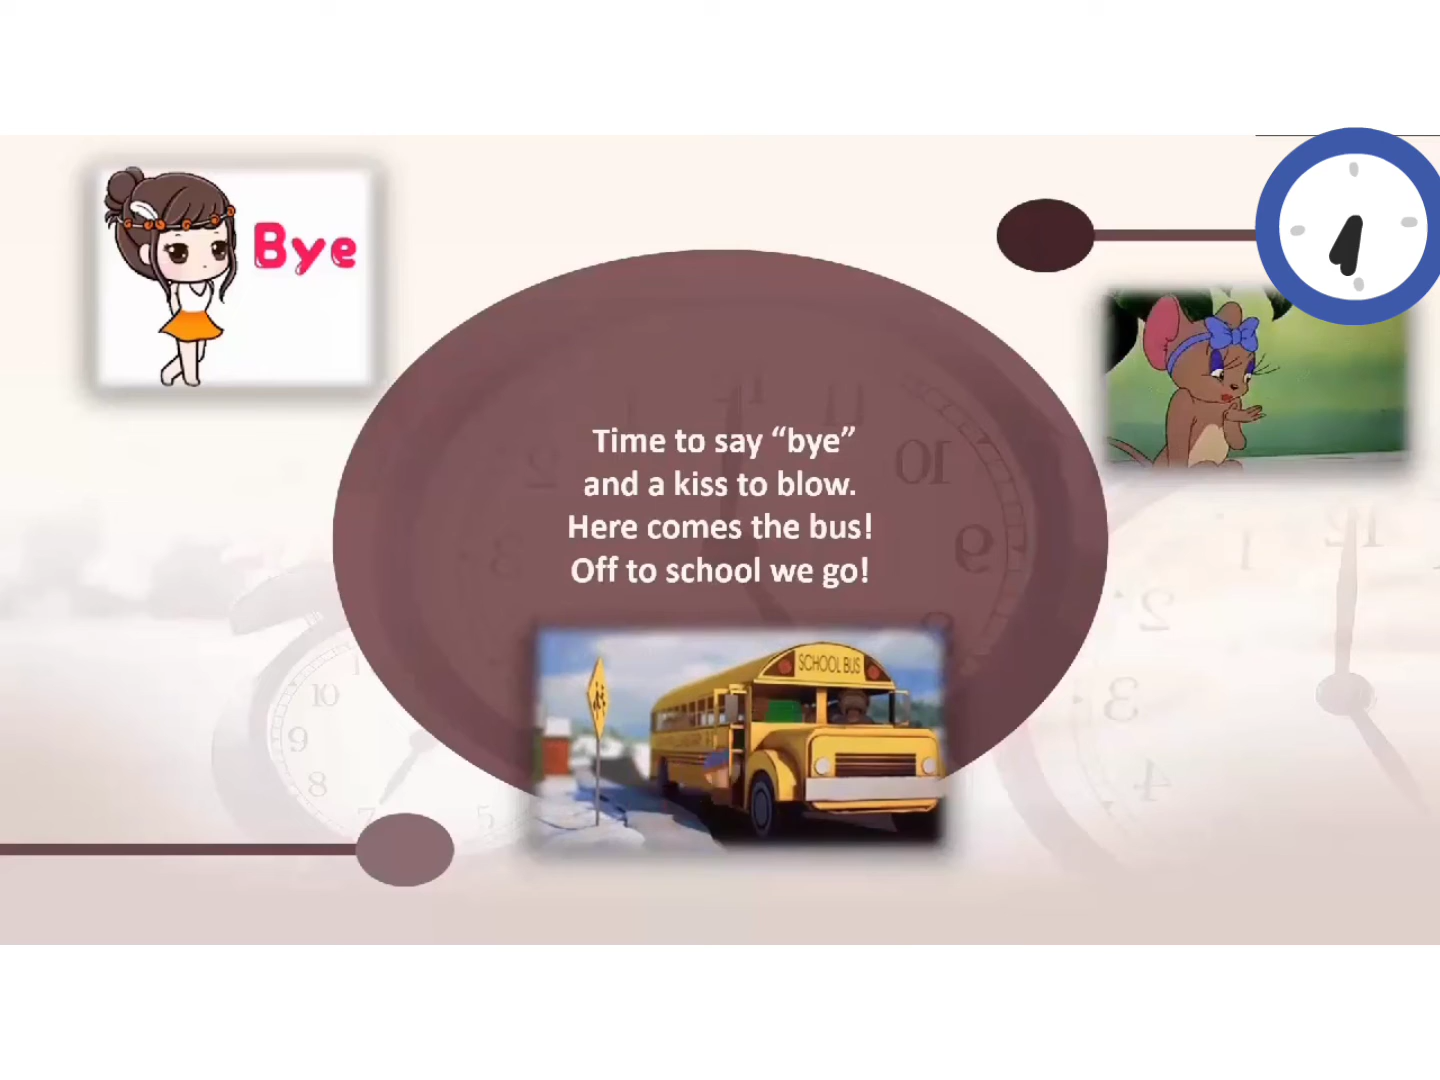 Bye
Time to say “bye”
and a kiss to blow.
Here comes the bus!
Off to school we go!
SCHOOL BUS